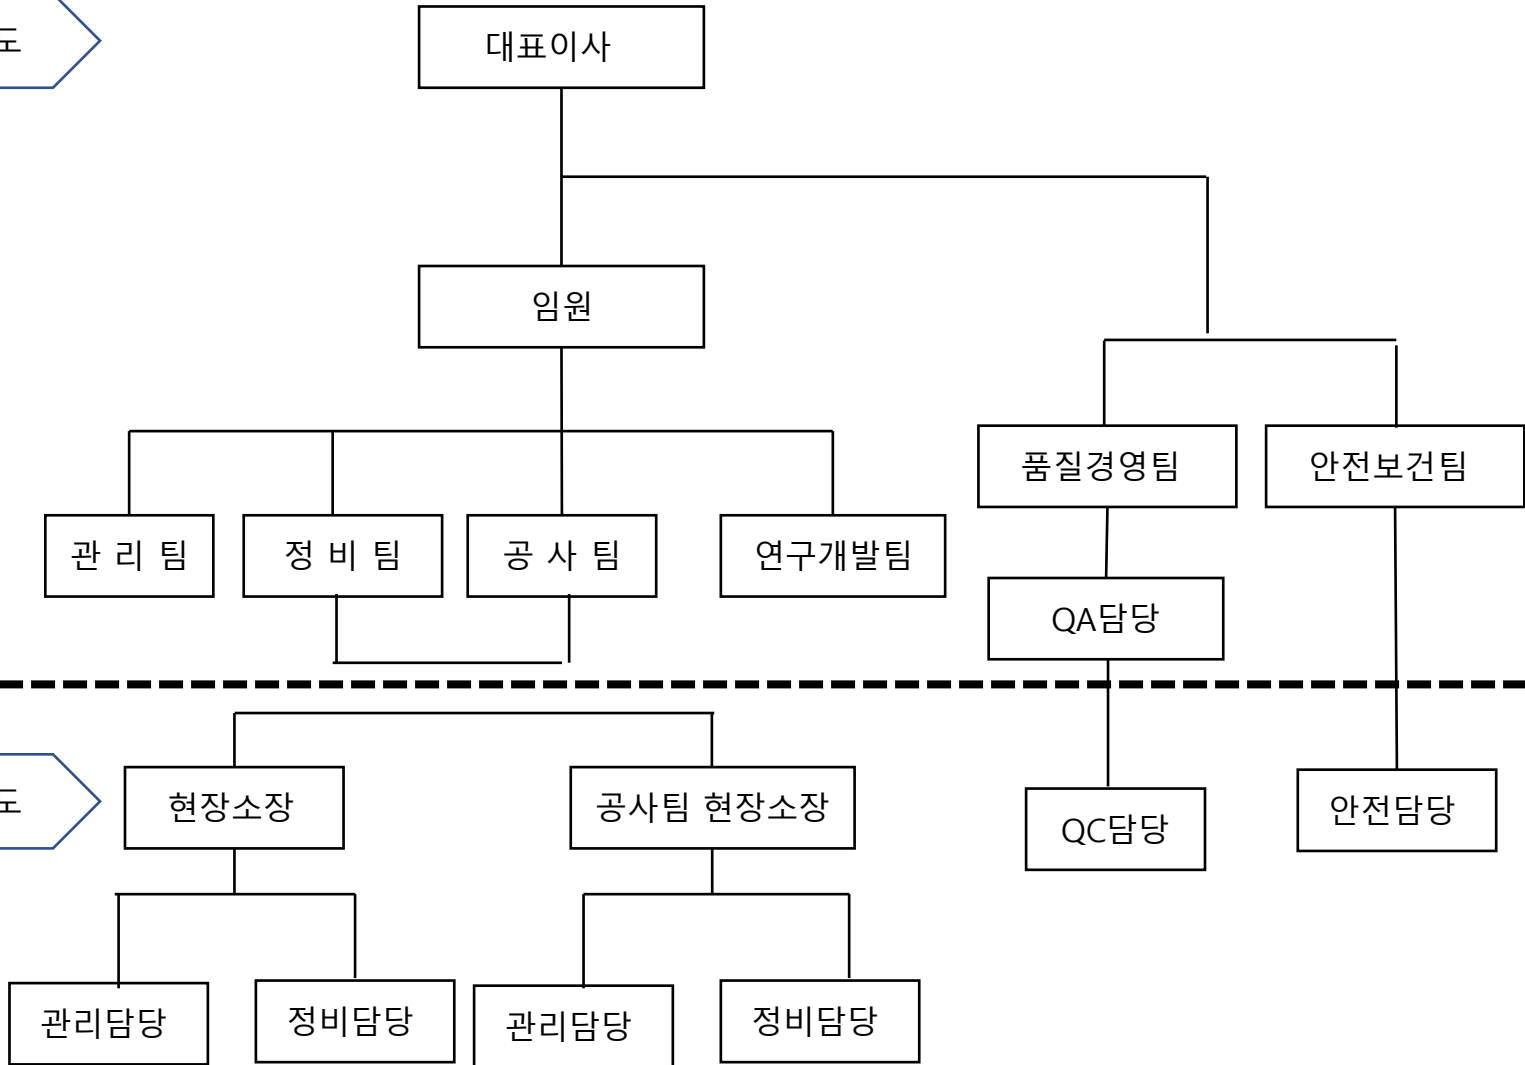 도
대표이사
임원
품질경영팀
안전보건팀
관 리 팀
정 비 팀
공 사 팀
연구개발팀
QA담당
도
현장소장
공사팀 현장소장
QC담당
안전담당
관리담당
정비담당
관리담당
정비담당